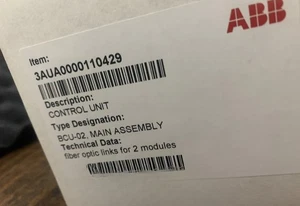 ABB
Item:
3AUA0000110429
Description:
CONTROL UNIT
Type Designation:
BCU-02, MAIN ASSEMBLY
Technical Data:
fiber optic links for 2 modules